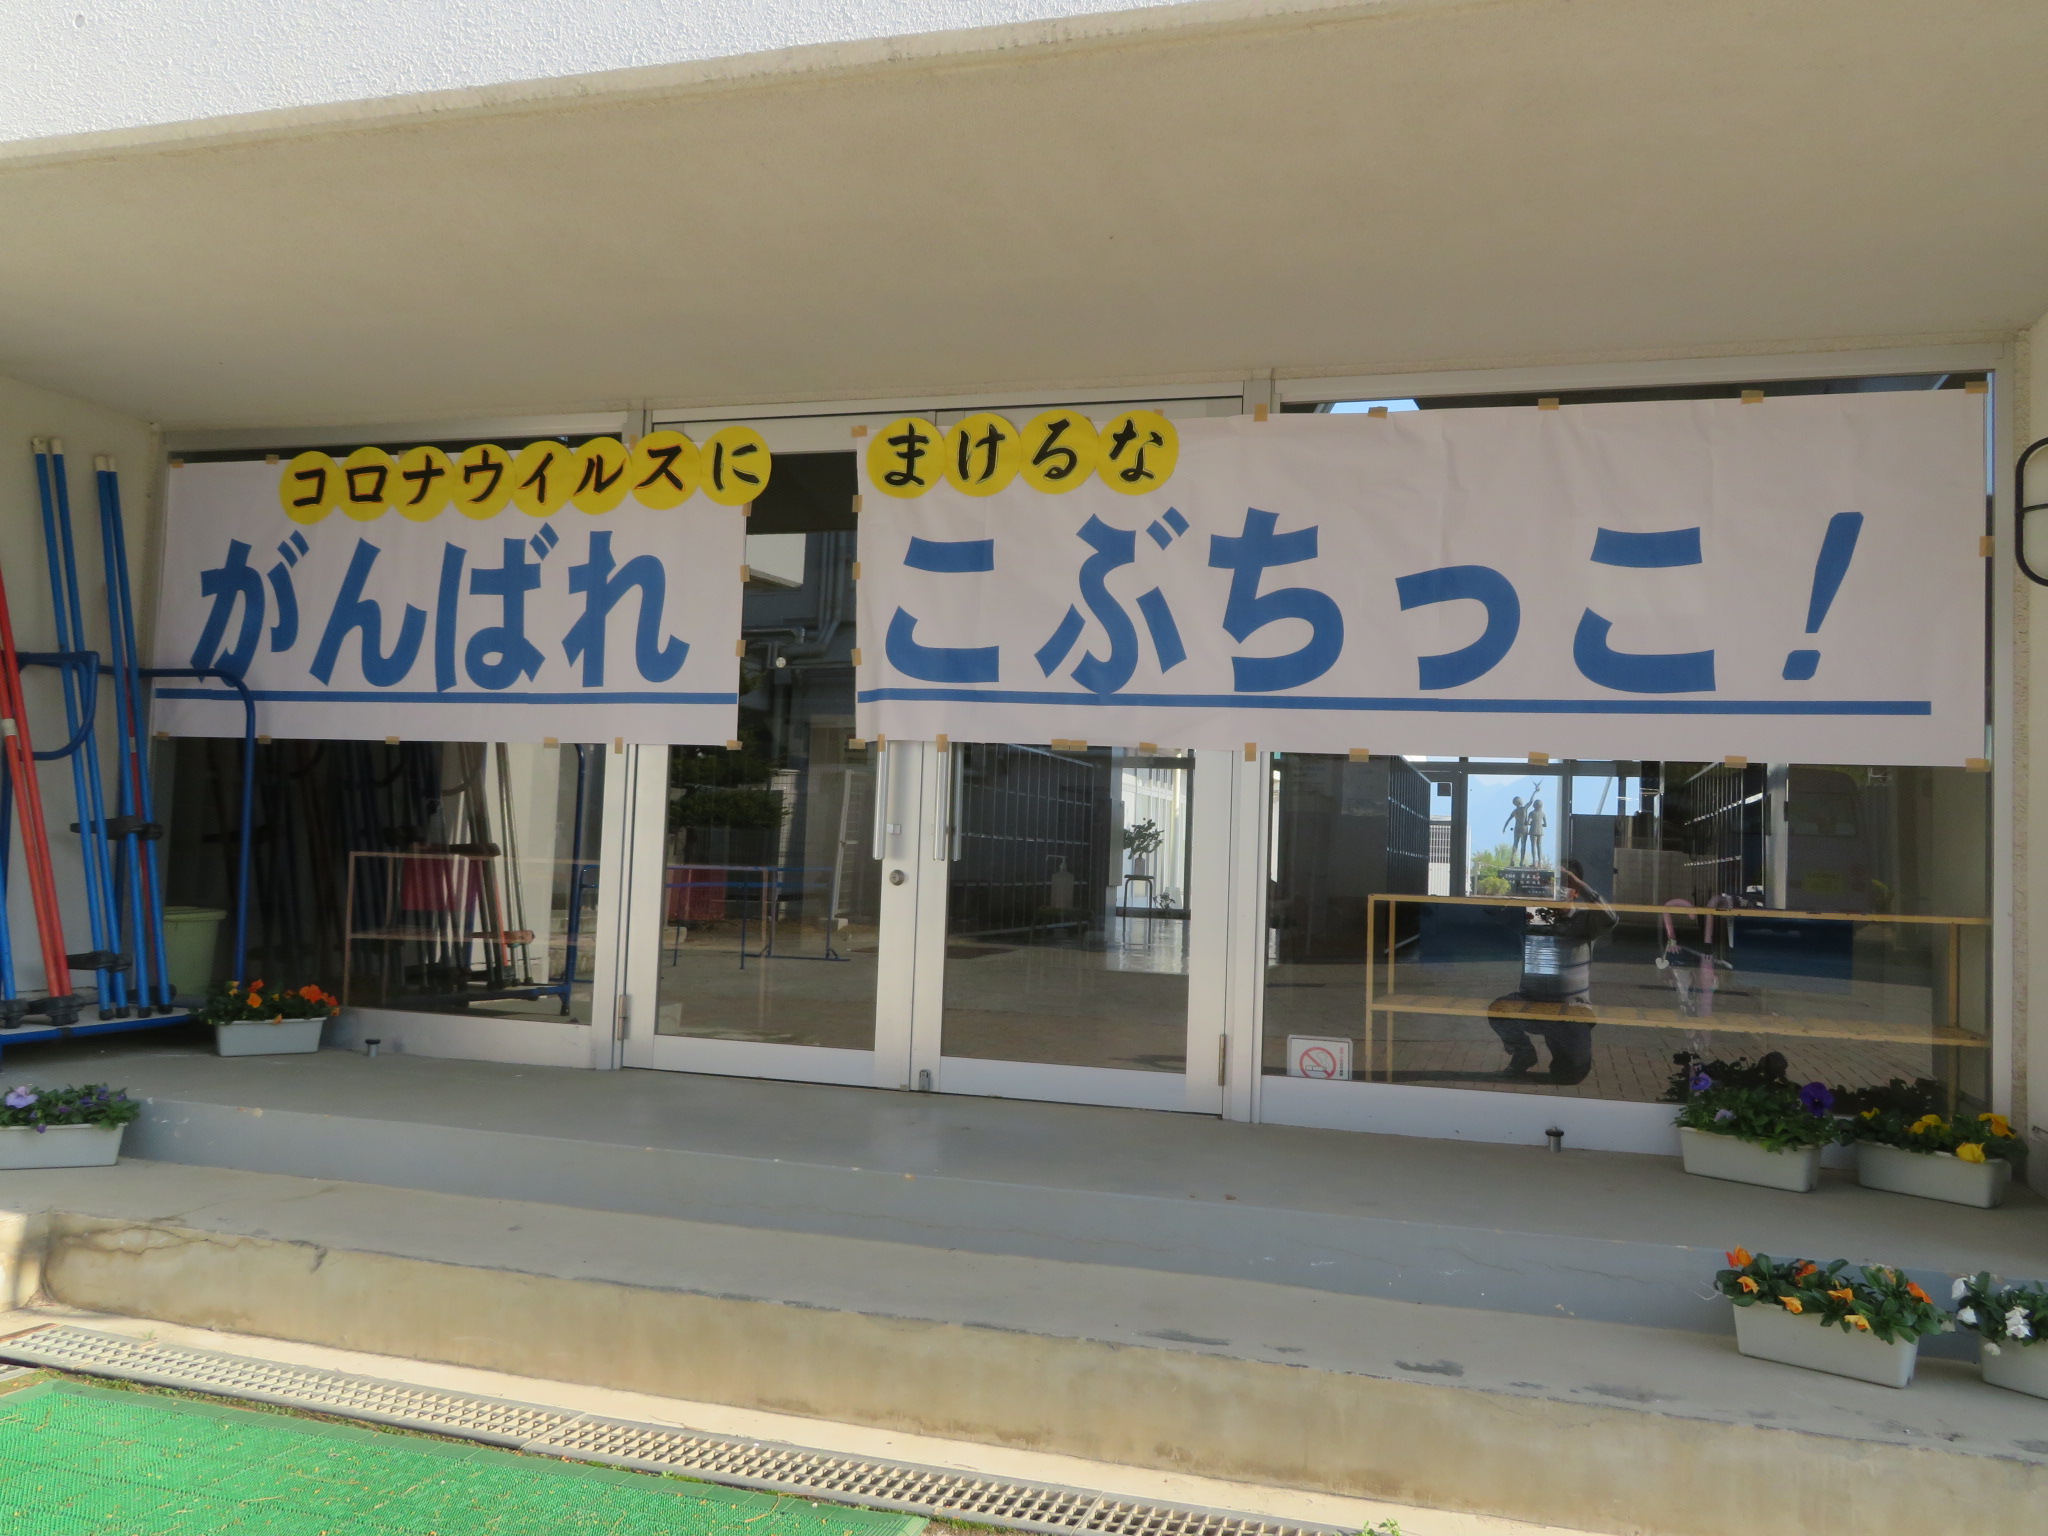 コロナウイルスに まけるな
がんばれ こぶちっこ!